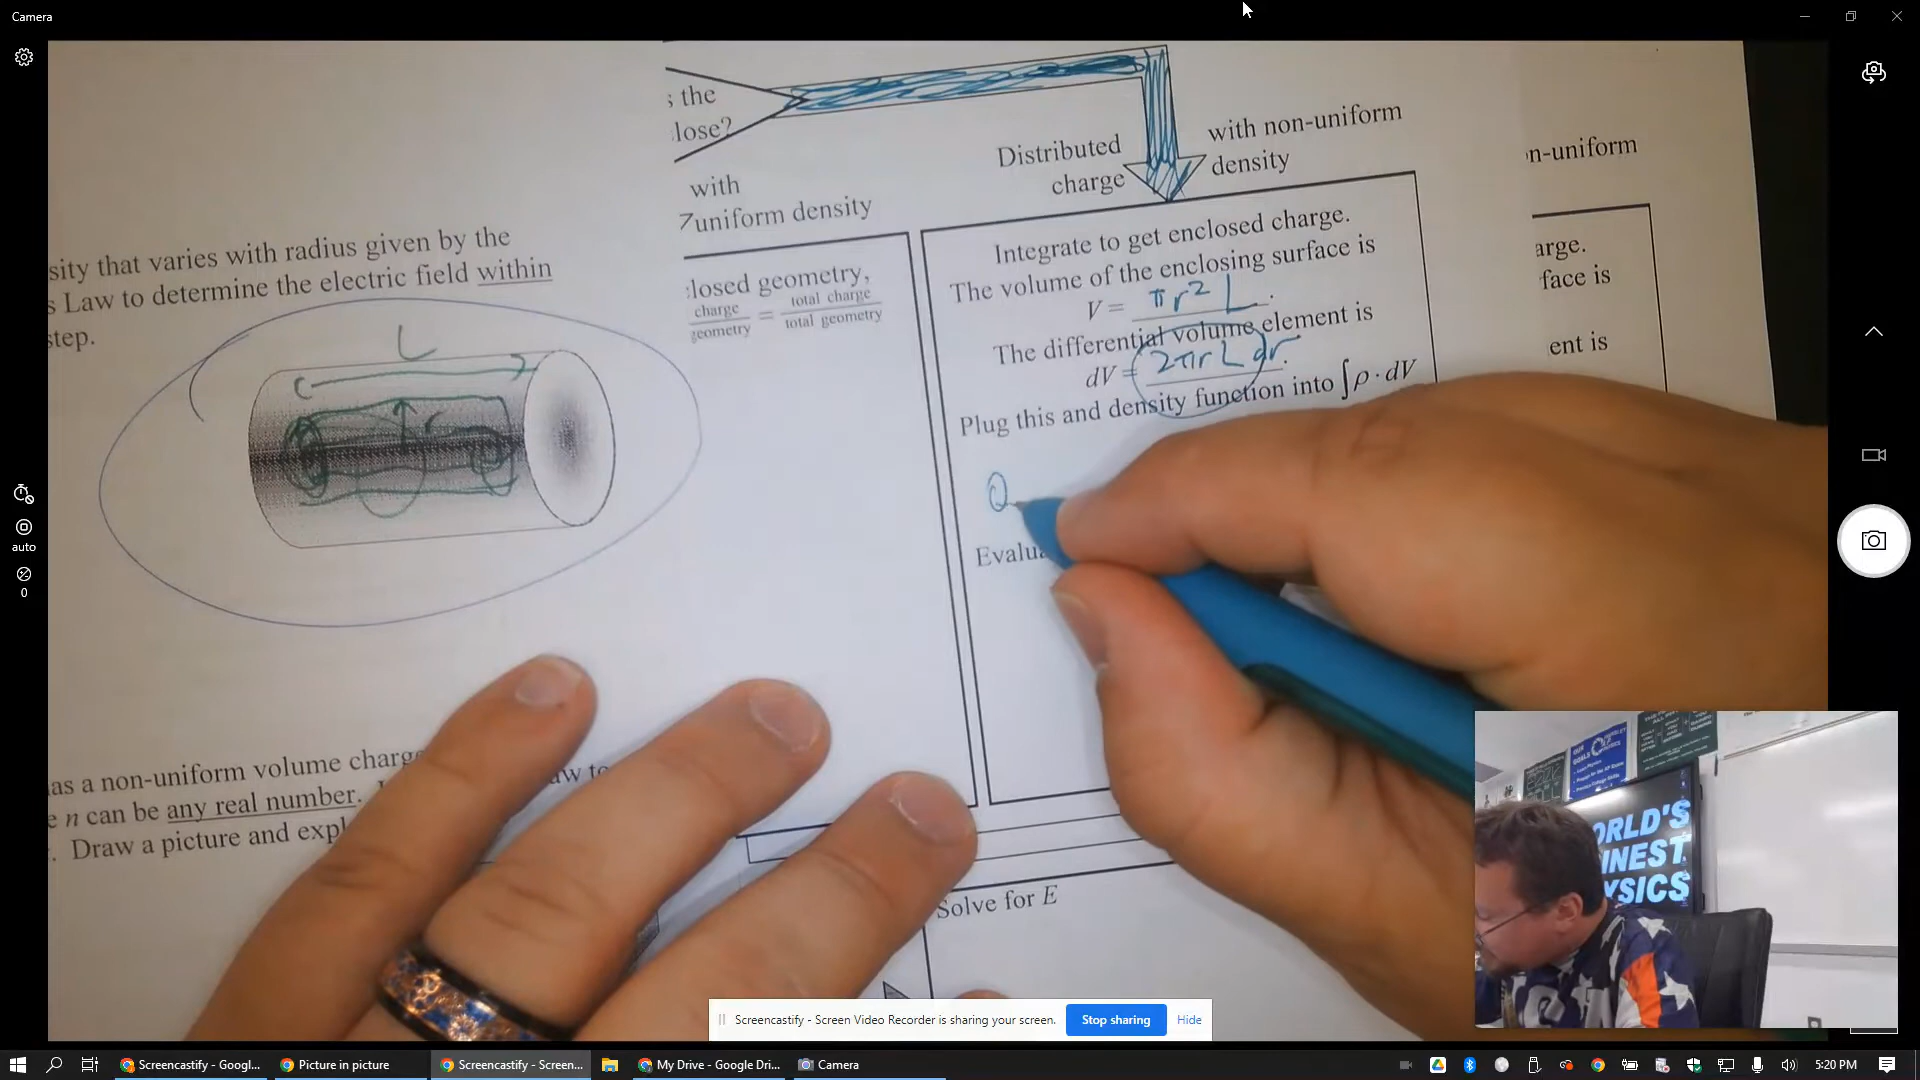 Camera
s the
lose?
with
7uniform density
Distributed
charge
with non-uniform
density
n-uniform
sity that varies with radius given by the
s Law to determine the electric field within
step.
L
r
losed geometry,
charge
geometry
=
total charge
total geometry
Integrate to get enclosed charge.
The volume of the enclosing surface is
V = πr² L.
The differential volume element is
dV = 2πr L dr.
Plug this and density function into ∫ρ·dV
Q
Evalua
arge.
face is
ent is
auto
0
as a non-uniform volume charg
aw to
e n can be any real number.
. Draw a picture and exp
Solve for E
ORLD'S
INEST
YSICS
Screencastify - Screen Video Recorder is sharing your screen.
Stop sharing
Hide
Screencastify - Googl...
Picture in picture
Screencastify - Screen...
My Drive - Google Dri...
Camera
5:20 PM